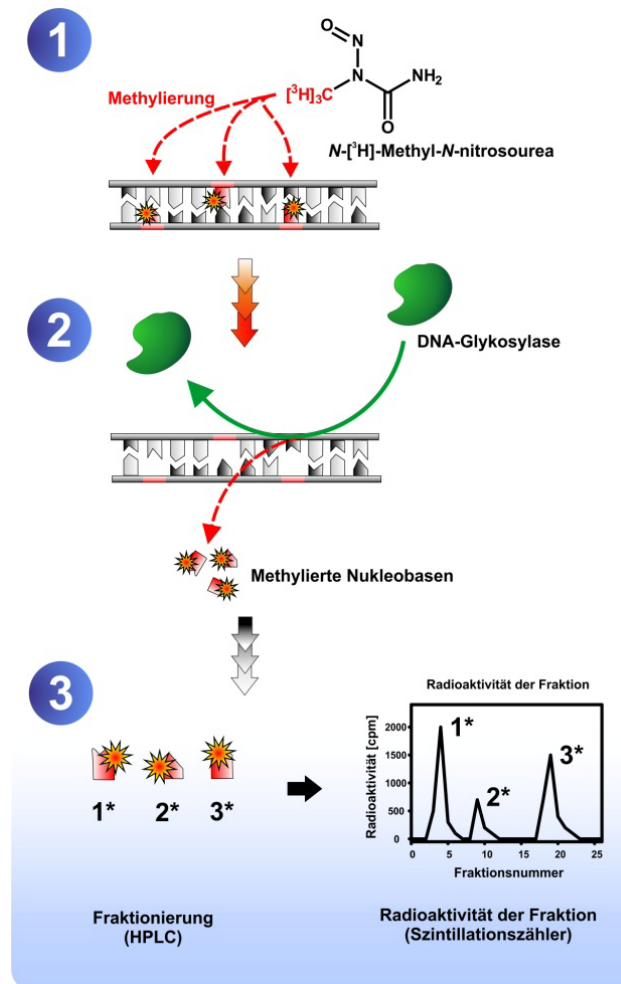 1
O
N
N
NH₂
[³H]₃C
O
Methylierung
N-[³H]-Methyl-N-nitrosourea
2
DNA-Glykosylase
Methylierte Nukleobasen
3
1*
2*
3*
Radioaktivität der Fraktion
Radioaktivität [cpm]
2000
1500
1000
500
0
0
5
10
15
20
25
1*
2*
3*
Fraktionsnummer
Fraktionierung
(HPLC)
Radioaktivität der Fraktion
(Szintillationszähler)